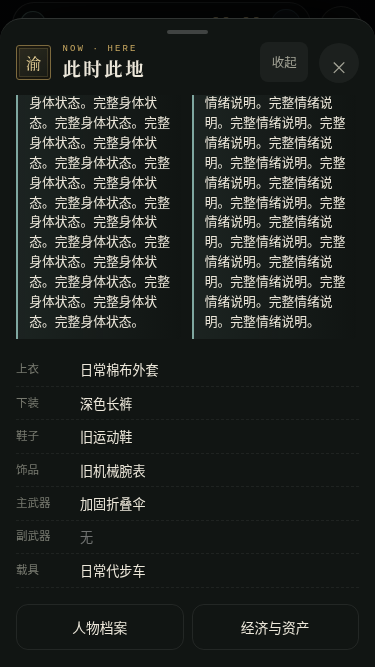 渝
NOW · HERE
此时此地
收起
身体状态。完整身体状
态。完整身体状态。完整
身体状态。完整身体状
态。完整身体状态。完整
身体状态。完整身体状
态。完整身体状态。完整
身体状态。完整身体状
态。完整身体状态。完整
身体状态。完整身体状
态。完整身体状态。完整
身体状态。完整身体状
态。完整身体状态。
情绪说明。完整情绪说
明。完整情绪说明。完整
情绪说明。完整情绪说
明。完整情绪说明。完整
情绪说明。完整情绪说
明。完整情绪说明。完整
情绪说明。完整情绪说
明。完整情绪说明。完整
情绪说明。完整情绪说
明。完整情绪说明。完整
情绪说明。完整情绪说
明。完整情绪说明。
上衣 日常棉布外套
下装 深色长裤
鞋子 旧运动鞋
饰品 旧机械腕表
主武器 加固折叠伞
副武器 无
载具 日常代步车
人物档案
经济与资产